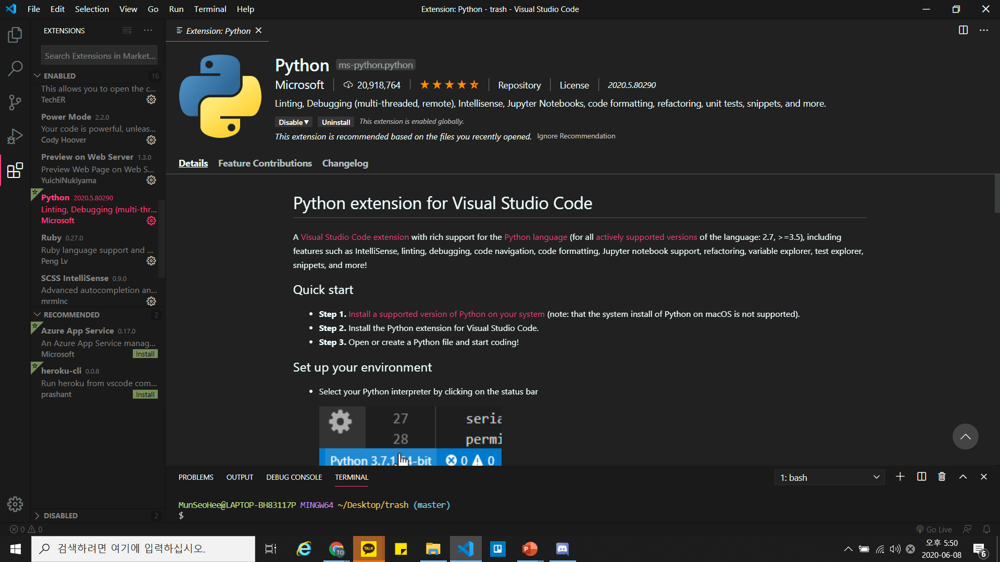 File Edit Selection View Go Run Terminal Help
Extension: Python - trash - Visual Studio Code
EXTENSIONS
Search Extensions in Market...
ENABLED 16
This allows you to open the c...
TechER
Power Mode 2.2.0
Your code is powerful, unleas...
Cody Hoover
Preview on Web Server 1.3.0
Preview Web Page on Web S...
YuichiNukiyama
Python 2020.5.80290
Linting, Debugging (multi-thr...
Microsoft
Ruby 0.27.0
Ruby language support and ...
Peng Lv
SCSS IntelliSense 0.9.0
Advanced autocompletion an...
mrmlnc
RECOMMENDED 2
Azure App Service 0.17.0
An Azure App Service manag...
Microsoft Install
heroku-cli 0.0.8
Run heroku from vscode com...
prashant Install
DISABLED 2
Extension: Python
Python ms-python.python
Microsoft 20,918,764 Repository License 2020.5.80290
Linting, Debugging (multi-threaded, remote), Intellisense, Jupyter Notebooks, code formatting, refactoring, unit tests, snippets, and more.
Disable Uninstall This extension is enabled globally.
This extension is recommended based on the files you recently opened. Ignore Recommendation
Details Feature Contributions Changelog
Python extension for Visual Studio Code
A Visual Studio Code extension with rich support for the Python language (for all actively supported versions of the language: 2.7, >=3.5), including
features such as IntelliSense, linting, debugging, code navigation, code formatting, Jupyter notebook support, refactoring, variable explorer, test explorer,
snippets, and more!
Quick start
• Step 1. Install a supported version of Python on your system (note: that the system install of Python on macOS is not supported).
• Step 2. Install the Python extension for Visual Studio Code.
• Step 3. Open or create a Python file and start coding!
Set up your environment
• Select your Python interpreter by clicking on the status bar
27 seria
28 permi
Python 3.7.1 -bit 0 0
PROBLEMS OUTPUT DEBUG CONSOLE TERMINAL
1: bash
MunSeoHee@LAPTOP-BH83117P MINGW64 ~/Desktop/trash (master)
$
0 0
Go Live
검색하려면 여기에 입력하십시오.
TO
TALK
P
오후 5:50
2020-06-08
6